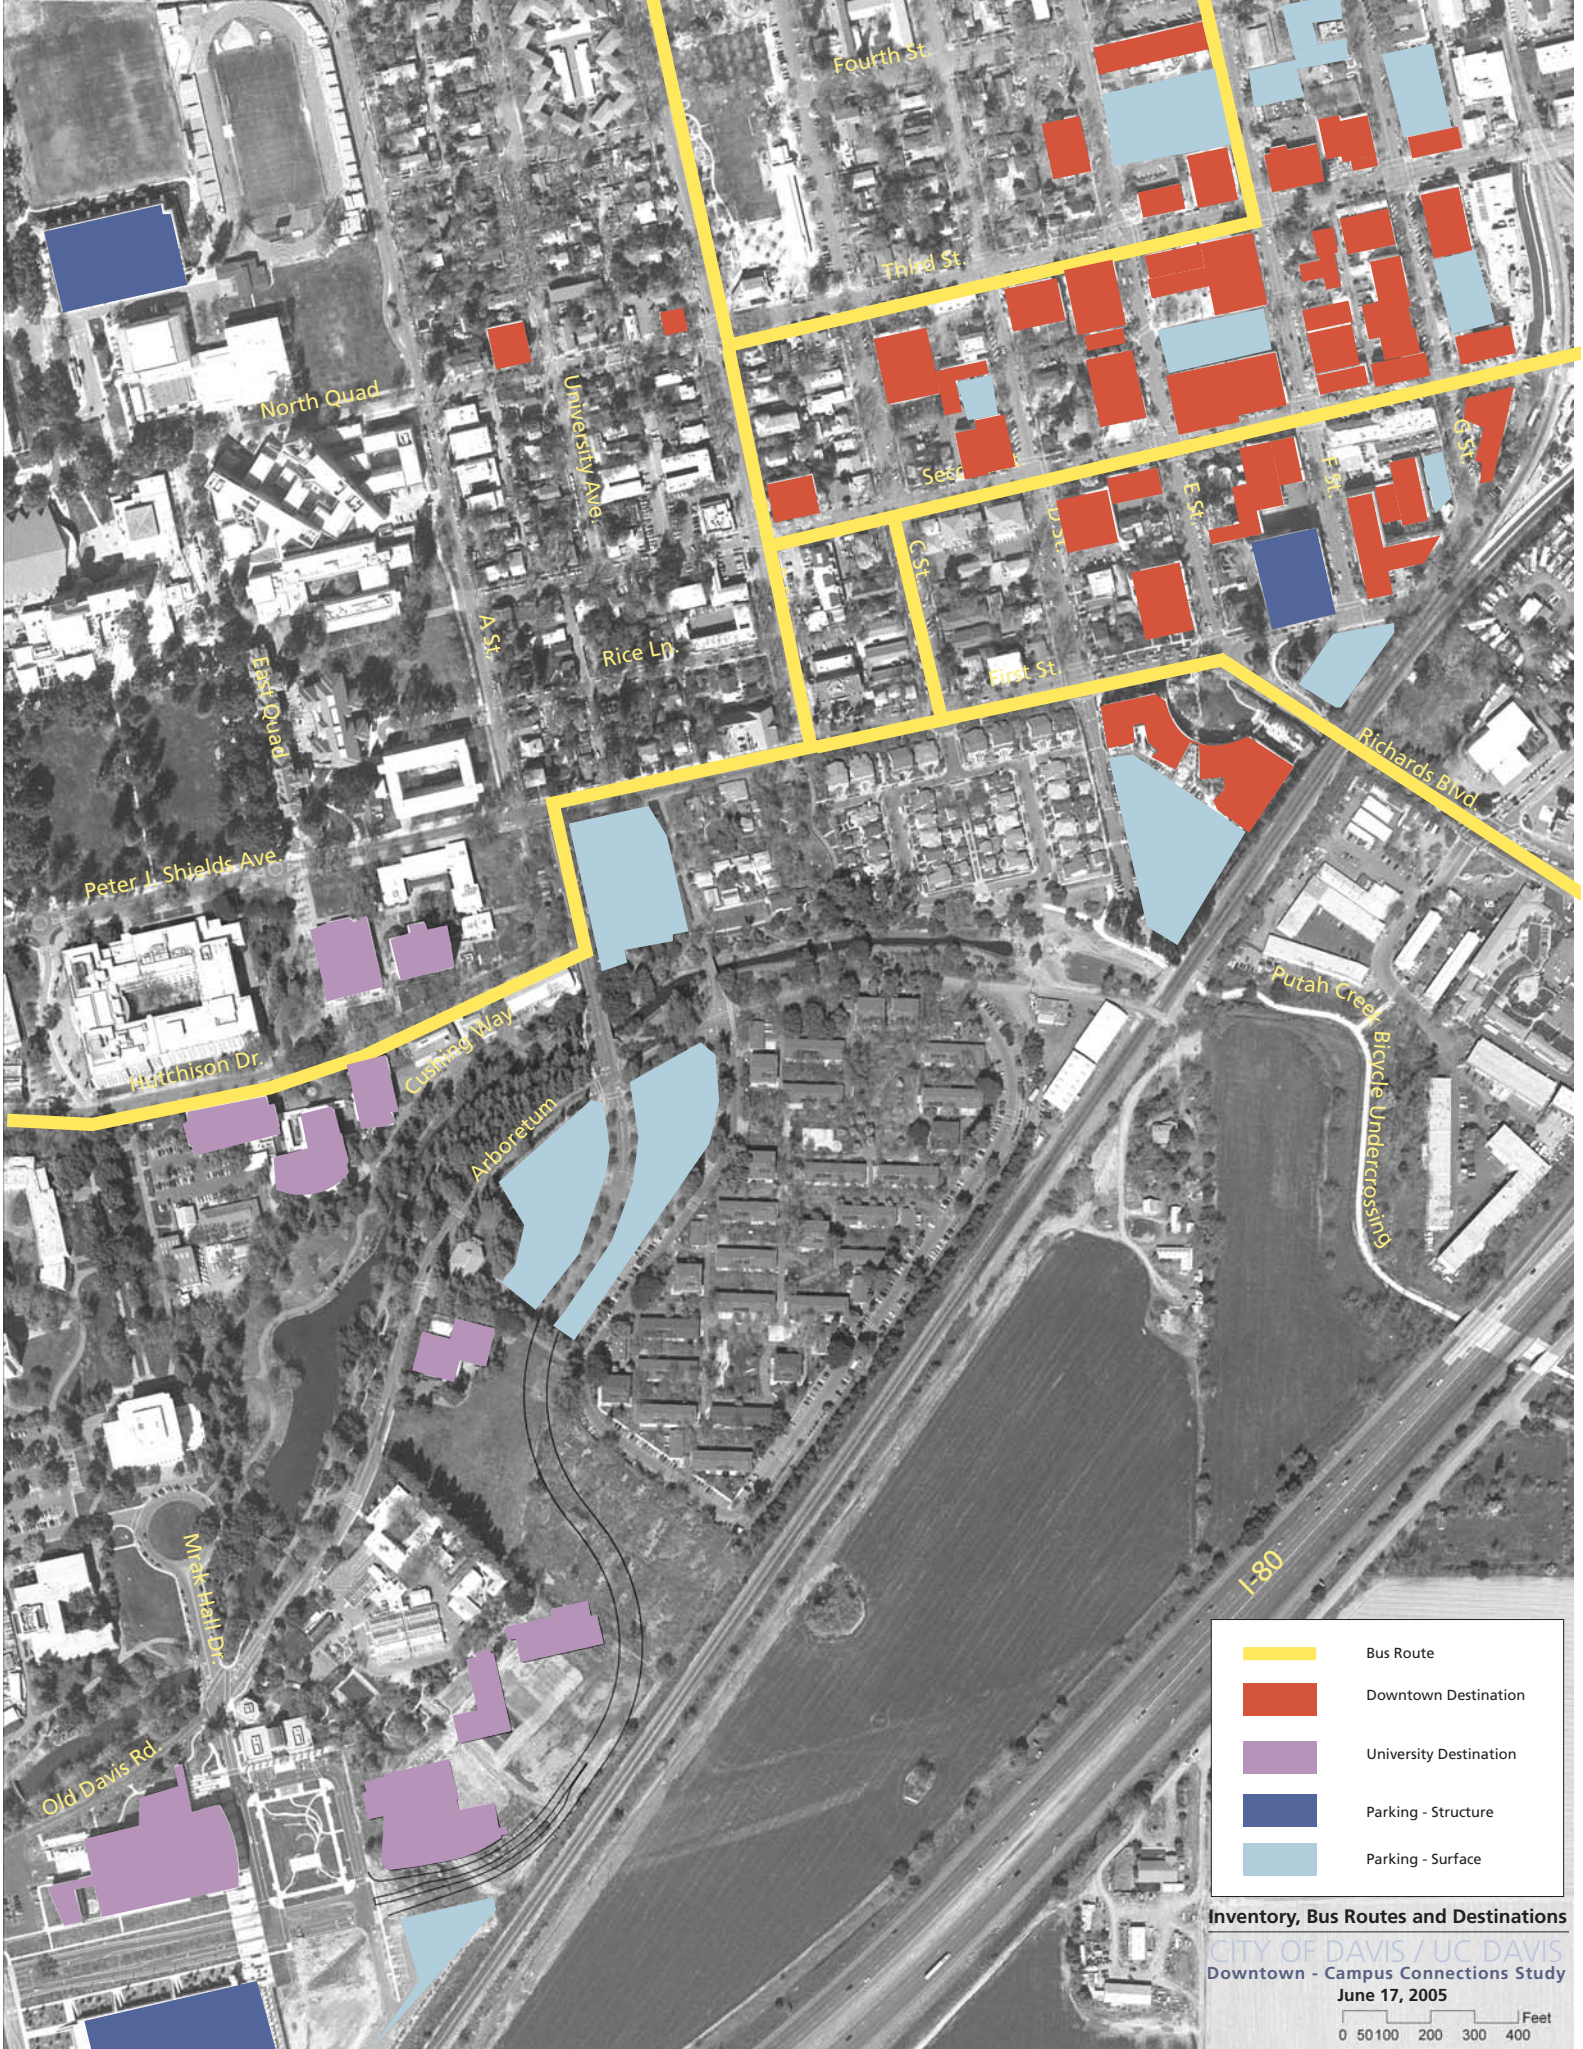 Fourth St.
Third St.
North Quad
University Ave.
G St.
F St.
E St.
D St.
C St.
A St.
Rice Ln.
First St.
East Quad
Richards Blvd.
Peter J. Shields Ave.
Putah Creek Bicycle Undercrossing
Cushing Way
Hutchison Dr.
Arboretum
Mrak Hall Dr.
I-80
Old Davis Rd.
Bus Route
Downtown Destination
University Destination
Parking - Structure
Parking - Surface
Inventory, Bus Routes and Destinations
CITY OF DAVIS / UC DAVIS
Downtown - Campus Connections Study
June 17, 2005
Feet
0 50 100 200 300 400